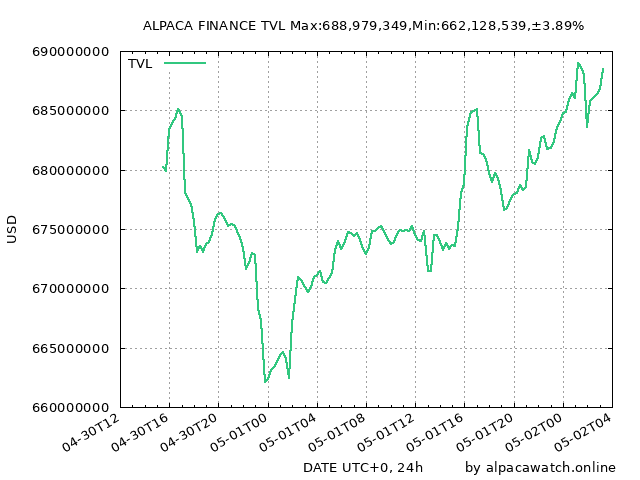 ALPACA FINANCE TVL Max:688,979,349,Min:662,128,539,±3.89%
690000000
TVL
685000000
680000000
675000000
670000000
665000000
660000000
USD
04-30T12
04-30T16
04-30T20
05-01T00
05-01T04
05-01T08
05-01T12
05-01T16
05-01T20
05-02T00
05-02T04
DATE UTC+0, 24h
by alpacawatch.online